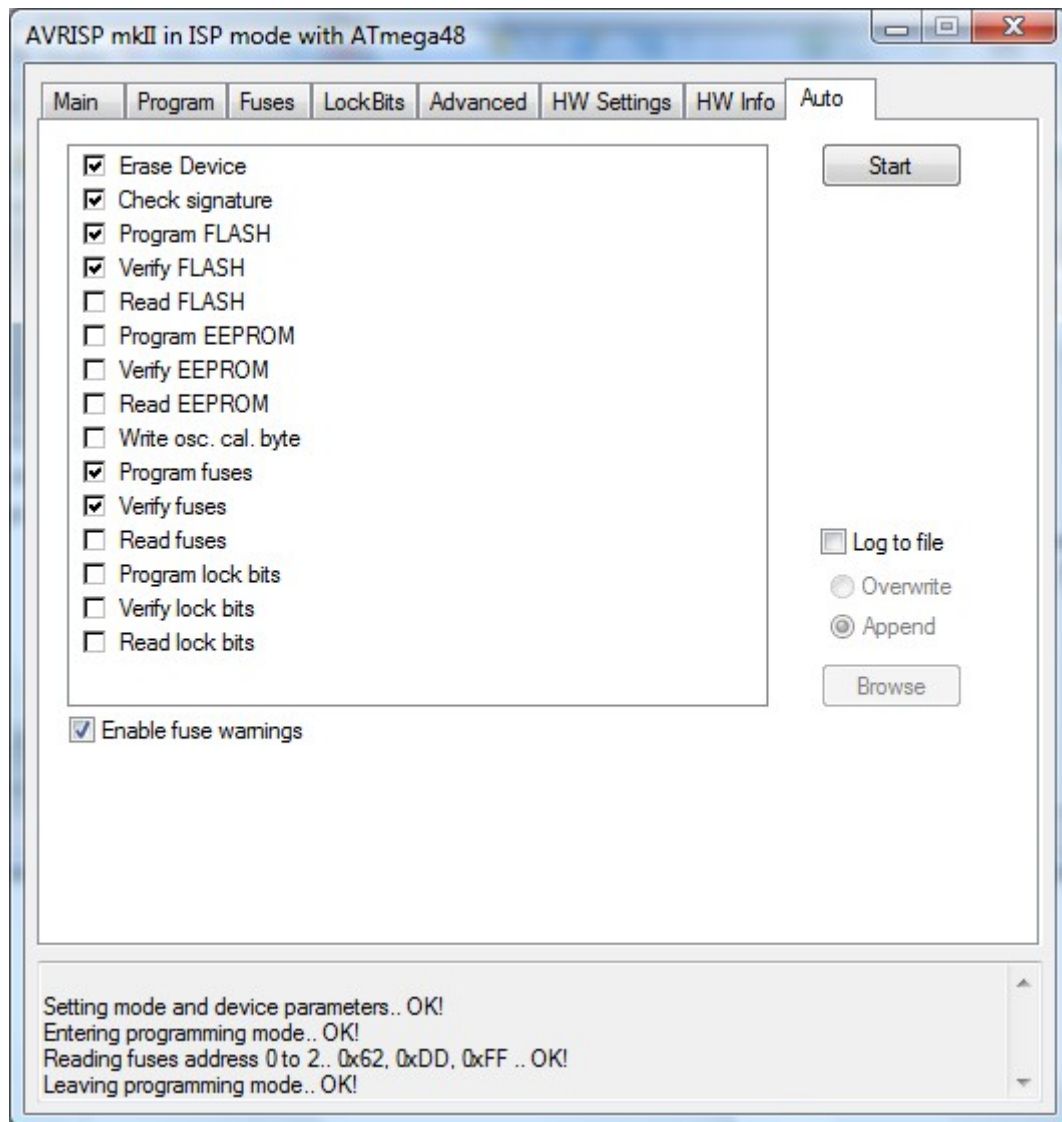 AVRISP mkII in ISP mode with ATmega48
Main Program Fuses LockBits Advanced HW Settings HW Info Auto
Erase Device
Start
Check signature
Program FLASH
Verify FLASH
Read FLASH
Program EEPROM
Verify EEPROM
Read EEPROM
Write osc. cal. byte
Program fuses
Verify fuses
Read fuses
Log to file
Program lock bits
Overwrite
Verify lock bits
Append
Read lock bits
Browse
Enable fuse warnings
Setting mode and device parameters.. OK!
Entering programming mode.. OK!
Reading fuses address 0 to 2.. 0x62, 0xDD, 0xFF .. OK!
Leaving programming mode.. OK!